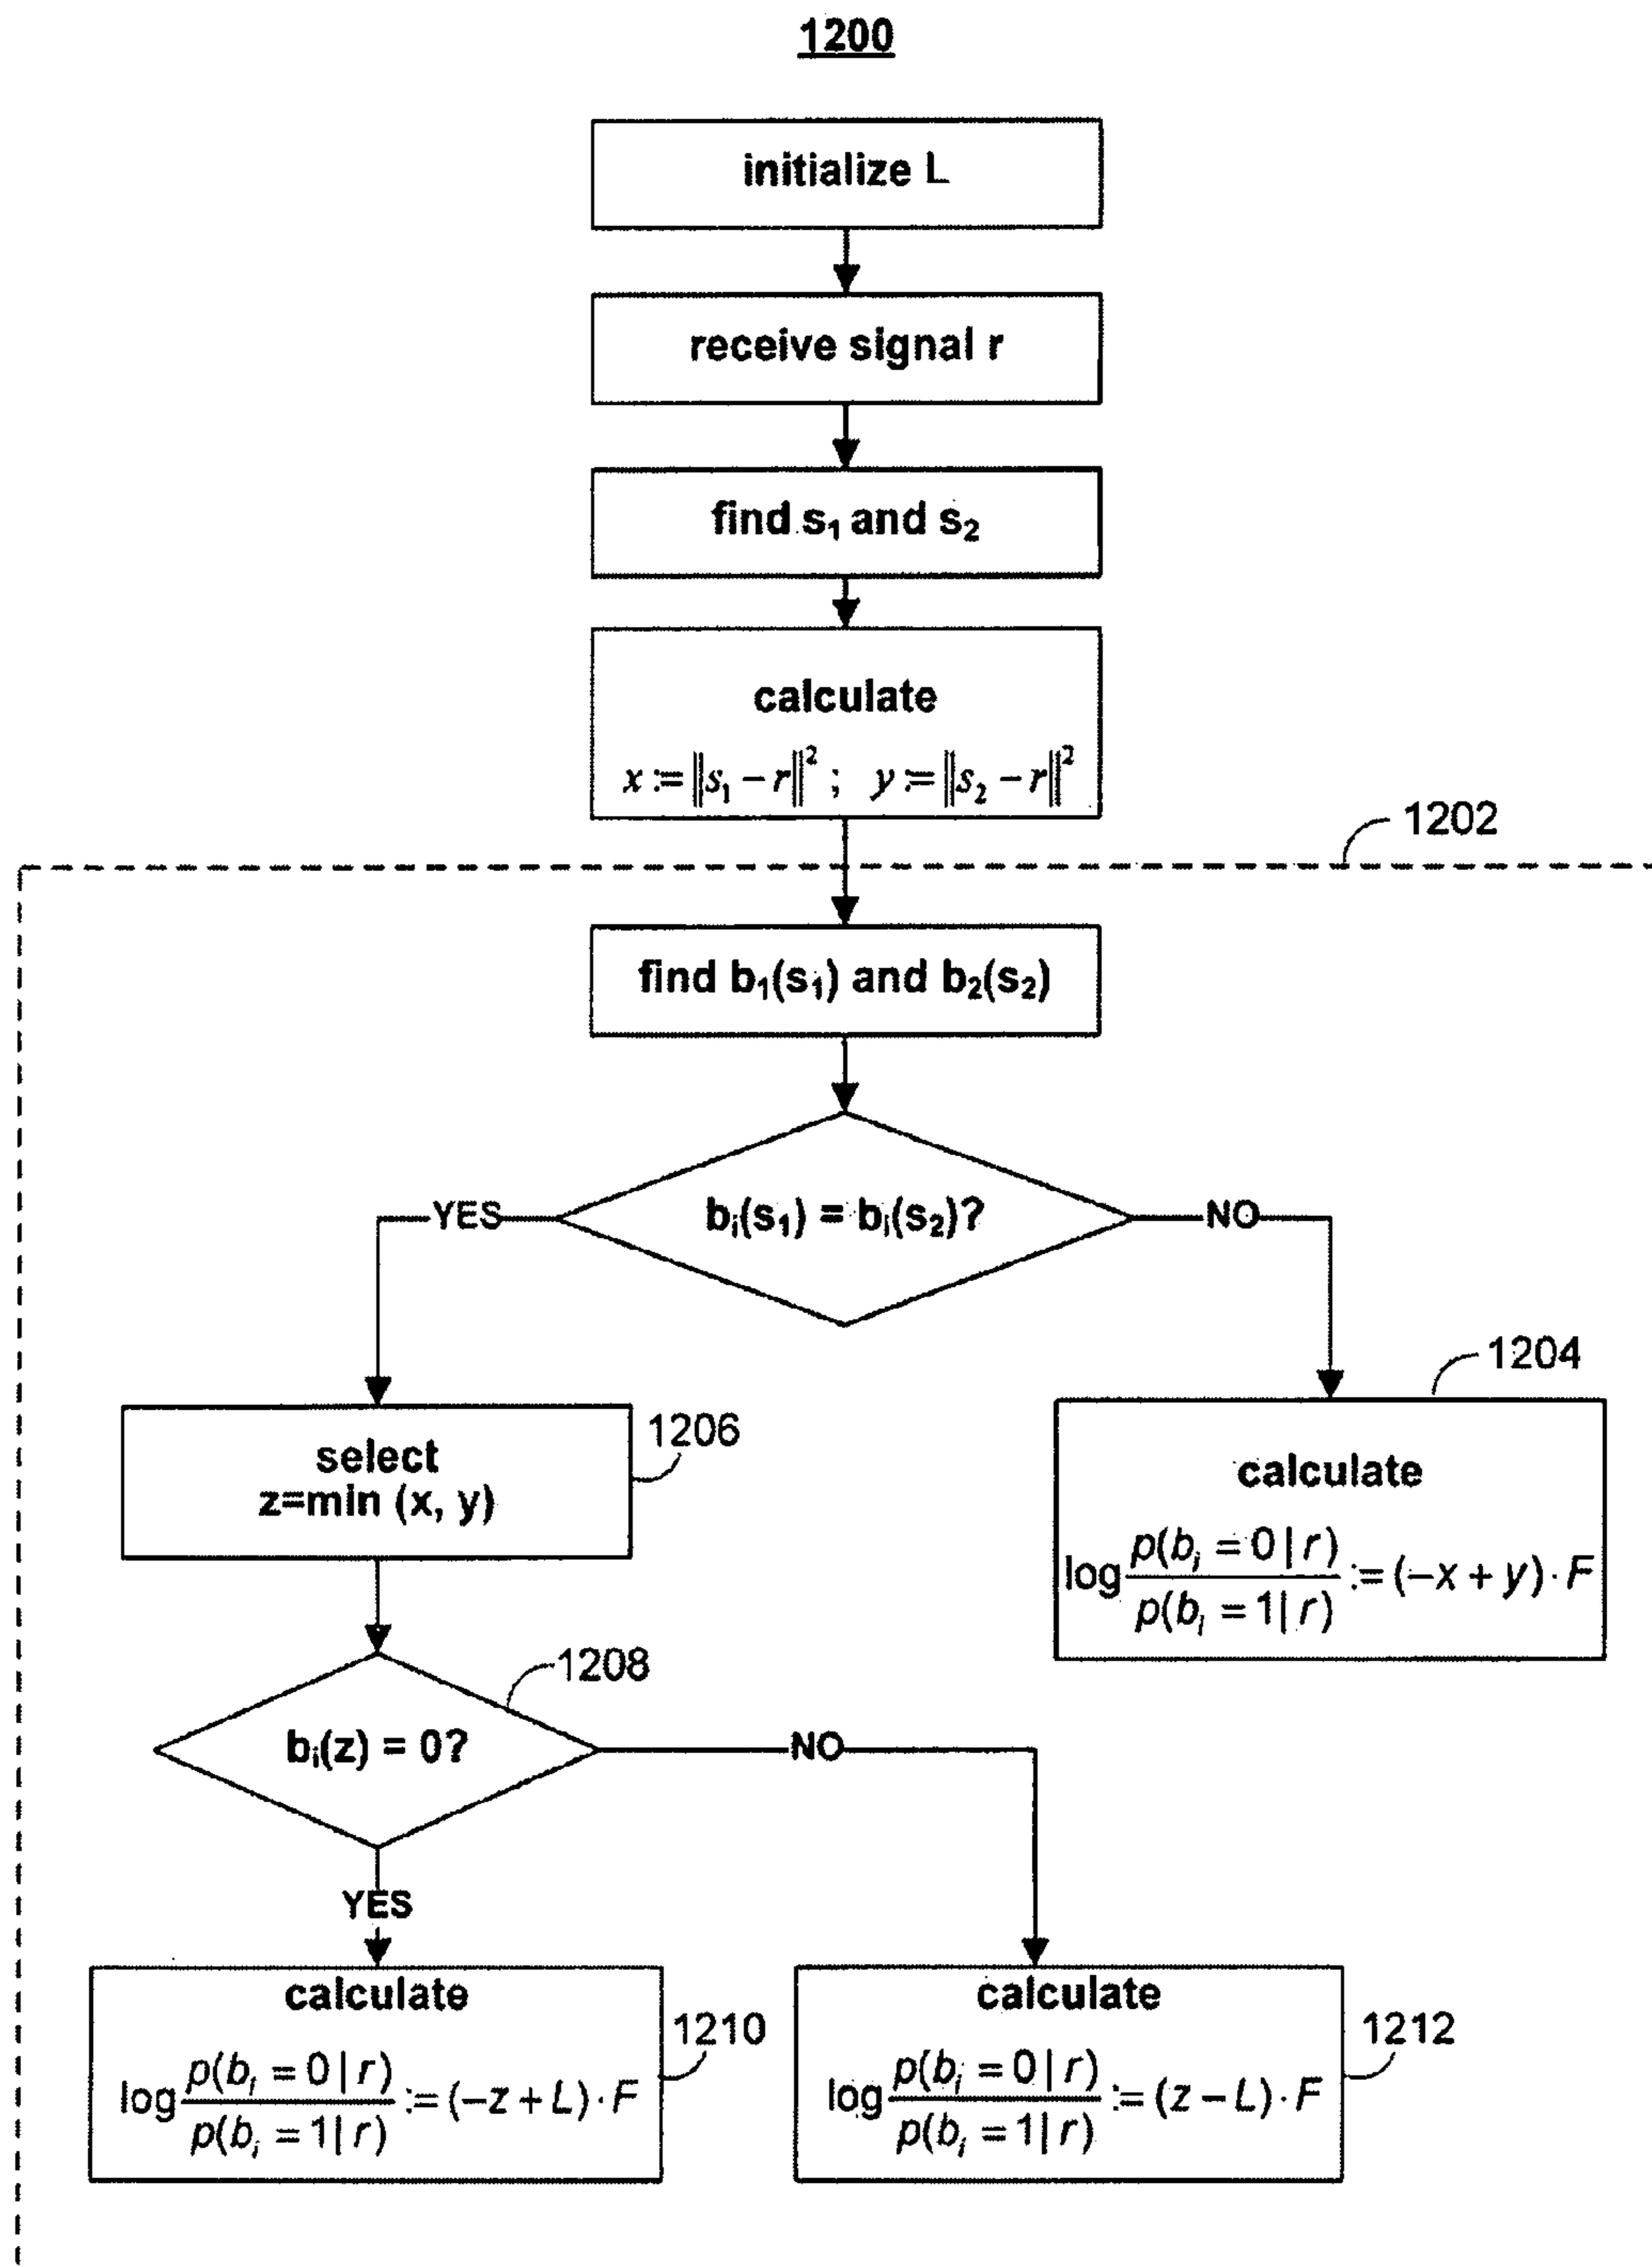 1200
initialize L
receive signal r
find s₁ and s₂
calculate
x := ||s₁ − r||² ; y := ||s₂ − r||²
1202
find b₁(s₁) and b₂(s₂)
bᵢ(s₁) = bᵢ(s₂)?
YES
NO
1204
1206
select
z=min (x, y)
calculate
log p(bᵢ = 0 | r) / p(bᵢ = 1 | r) := (−x + y) · F
1208
bᵢ(z) = 0?
NO
YES
calculate
log p(bᵢ = 0 | r) / p(bᵢ = 1 | r) := (−z + L) · F
1210
calculate
log p(bᵢ = 0 | r) / p(bᵢ = 1 | r) := (z − L) · F
1212